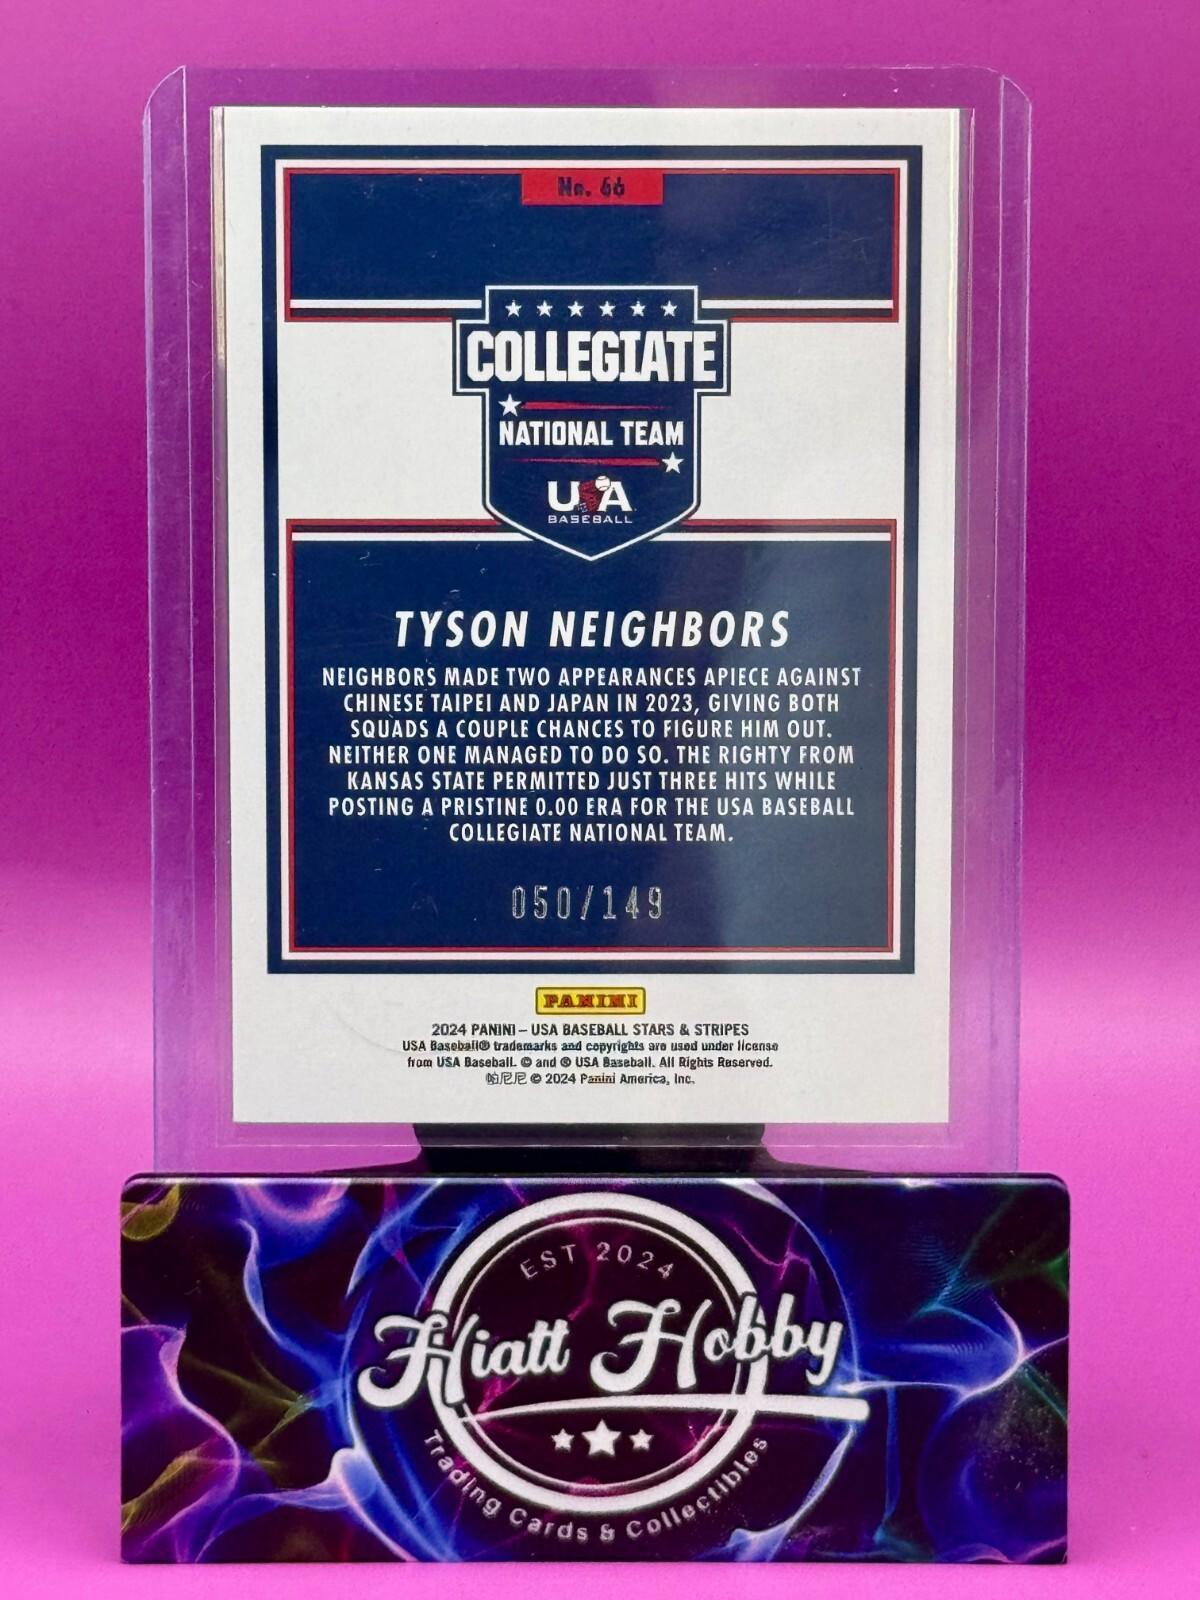 No. 66
COLLEGIATE
NATIONAL TEAM
USA
BASEBALL
TYSON NEIGHBORS
NEIGHBORS MADE TWO APPEARANCES APIECE AGAINST
CHINESE TAIPEI AND JAPAN IN 2023, GIVING BOTH
SQUADS A COUPLE CHANCES TO FIGURE HIM OUT.
NEITHER ONE MANAGED TO DO SO. THE RIGHTY FROM
KANSAS STATE PERMITTED JUST THREE HITS WHILE
POSTING A PRISTINE 0.00 ERA FOR THE USA BASEBALL
COLLEGIATE NATIONAL TEAM.
050/149
PANINI
2024 PANINI – USA BASEBALL STARS & STRIPES
USA Baseball® trademarks and copyrights are used under license
from USA Baseball. © and ® USA Baseball. All Rights Reserved.
帕尼尼 © 2024 Panini America, Inc.
EST 2024
Hiatt Hobby
Trading Cards & Collectibles